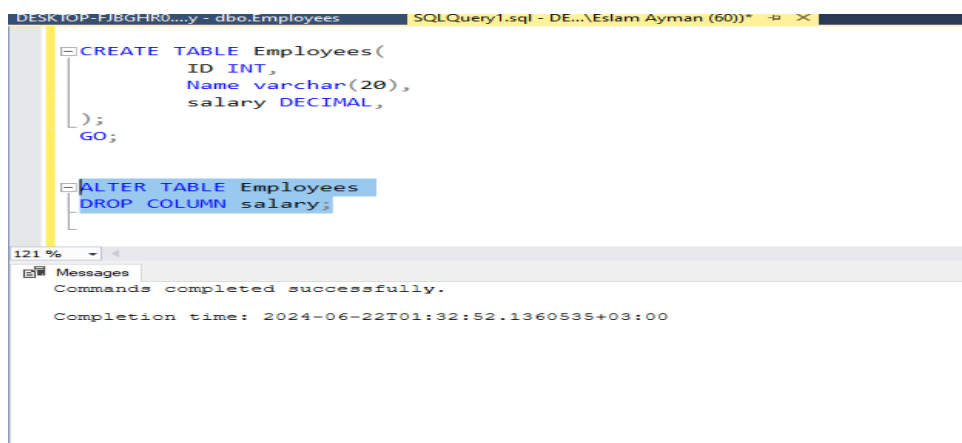 DESKTOP-FJBGHR0....y - dbo.Employees SQLQuery1.sql - DE...\Eslam Ayman (60))*
CREATE TABLE Employees(
ID INT,
Name varchar(20),
salary DECIMAL,
);
GO;
ALTER TABLE Employees
DROP COLUMN salary;
121 %
Messages
Commands completed successfully.
Completion time: 2024-06-22T01:32:52.1360535+03:00